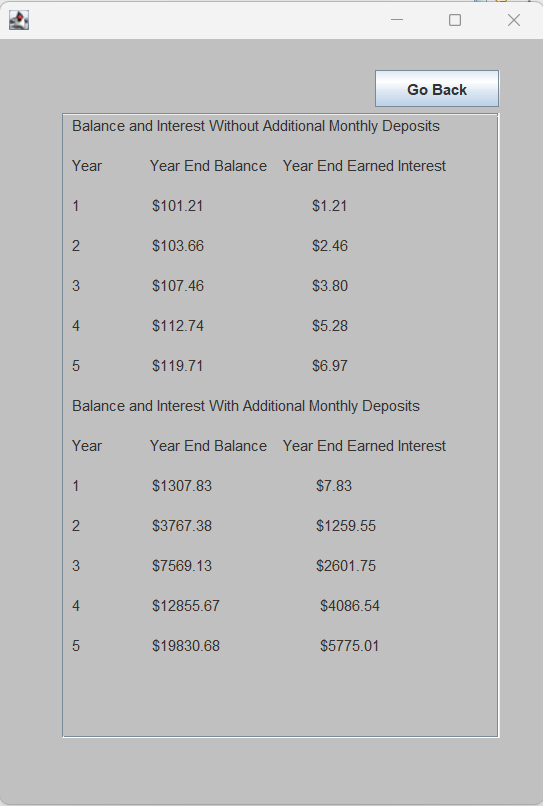 Go Back
Balance and Interest Without Additional Monthly Deposits
Year Year End Balance Year End Earned Interest
1 $101.21 $1.21
2 $103.66 $2.46
3 $107.46 $3.80
4 $112.74 $5.28
5 $119.71 $6.97
Balance and Interest With Additional Monthly Deposits
Year Year End Balance Year End Earned Interest
1 $1307.83 $7.83
2 $3767.38 $1259.55
3 $7569.13 $2601.75
4 $12855.67 $4086.54
5 $19830.68 $5775.01